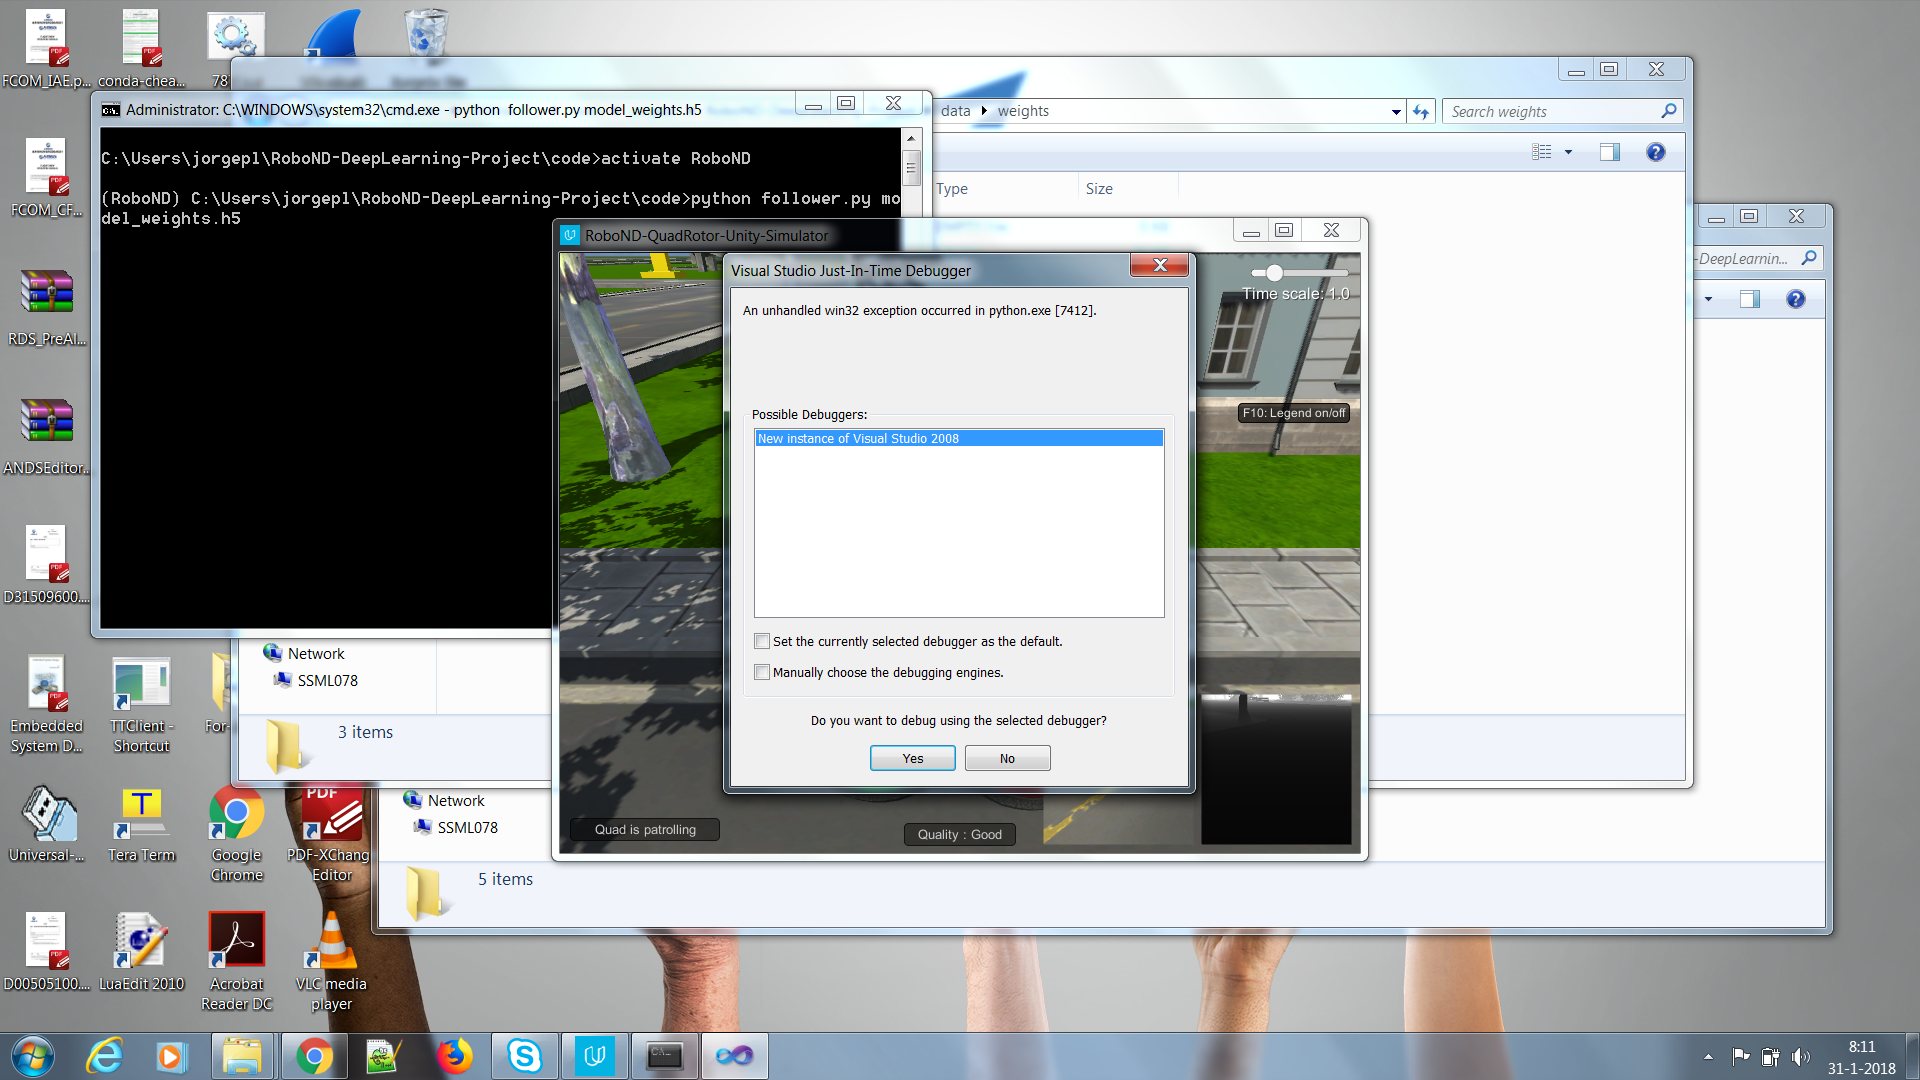 FCOM_IAE.p...
conda-chea...
78
Administrator: C:\WINDOWS\system32\cmd.exe - python  follower.py model_weights.h5
C:\Users\jorgepl\RoboND-DeepLearning-Project\code>activate RoboND
(RoboND) C:\Users\jorgepl\RoboND-DeepLearning-Project\code>python follower.py mo
del_weights.h5
data
weights
Search weights
Type
Size
-DeepLearnin...
RoboND-QuadRotor-Unity-Simulator
Time scale: 1.0
F10: Legend on/off
Quad is patrolling
Quality : Good
Visual Studio Just-In-Time Debugger
An unhandled win32 exception occurred in python.exe [7412].
Possible Debuggers:
New instance of Visual Studio 2008
Set the currently selected debugger as the default.
Manually choose the debugging engines.
Do you want to debug using the selected debugger?
Yes
No
Network
SSML078
3 items
Network
SSML078
5 items
FCOM_CF...
RDS_PreAl...
ANDSEditor...
D31509600....
Embedded
System D...
TTClient -
Shortcut
For-
Universal-...
Tera Term
Google
Chrome
PDF-XChang
Editor
D00505100....
LuaEdit 2010
Acrobat
Reader DC
VLC media
player
8:11
31-1-2018